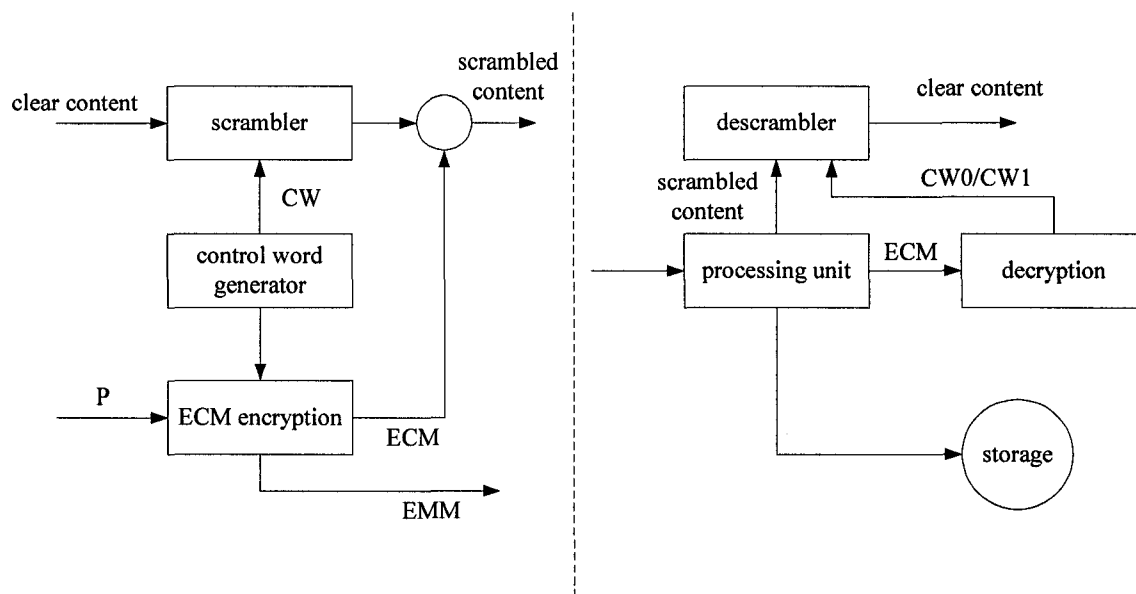 clear content
scrambler
scrambled
content
CW
control word
generator
P
ECM encryption
ECM
EMM
descrambler
clear content
scrambled
content
CW0/CW1
processing unit
ECM
decryption
storage